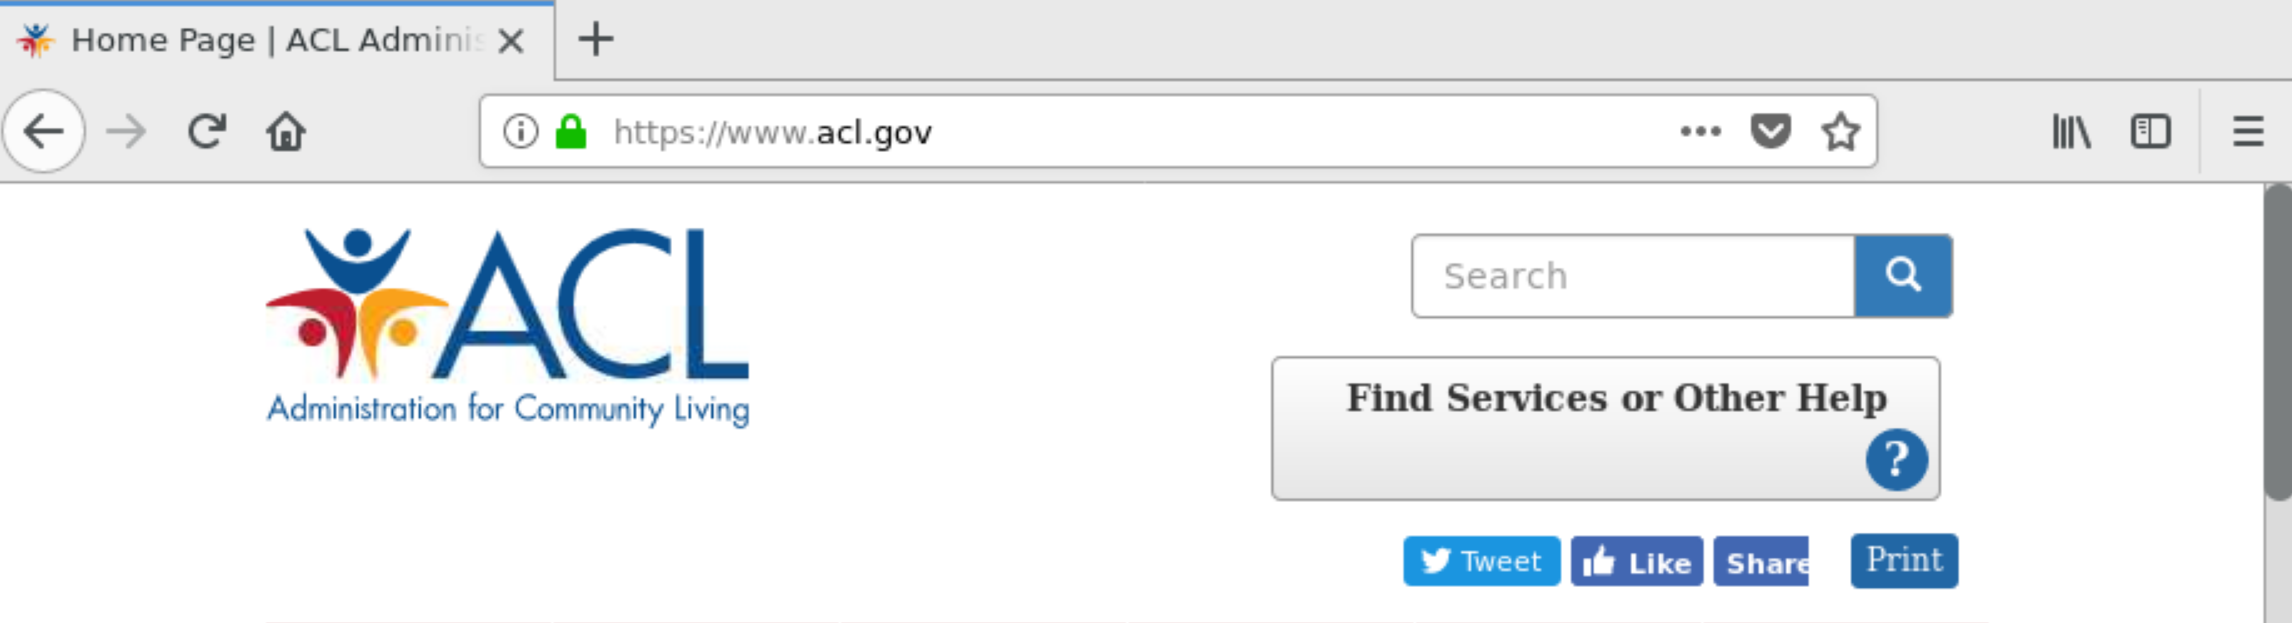 Home Page | ACL Adminis
https://www.acl.gov
ACL
Administration for Community Living
Search
Find Services or Other Help
?
Tweet
Like
Share
Print